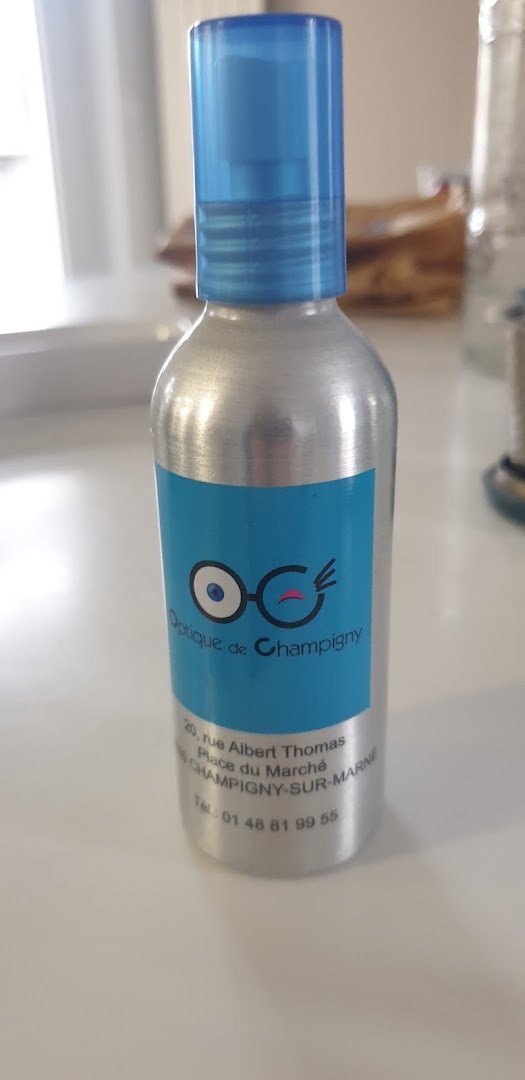 Optique de Champigny
20, rue Albert Thomas
Place du Marché
CHAMPIGNY-SUR-MARNE
Tél.: 01 48 81 99 55